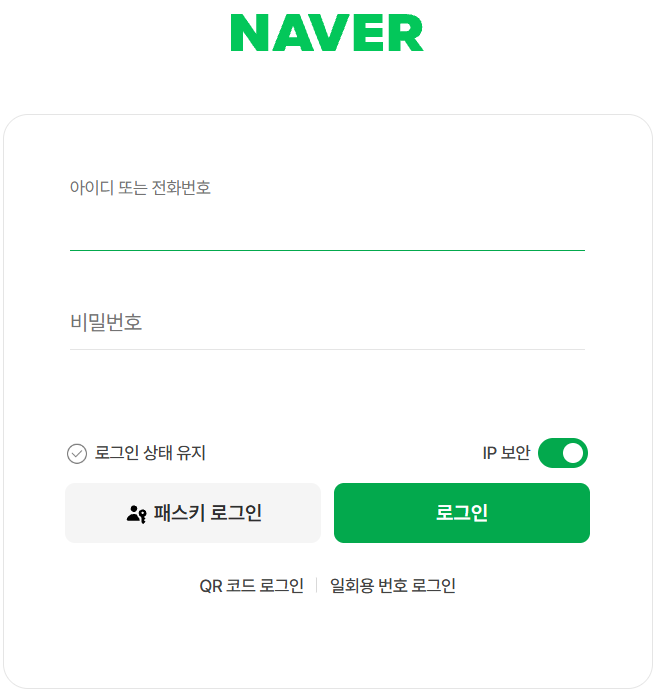 NAVER
아이디 또는 전화번호
비밀번호
로그인 상태 유지
IP 보안
패스키 로그인
로그인
QR 코드 로그인
일회용 번호 로그인